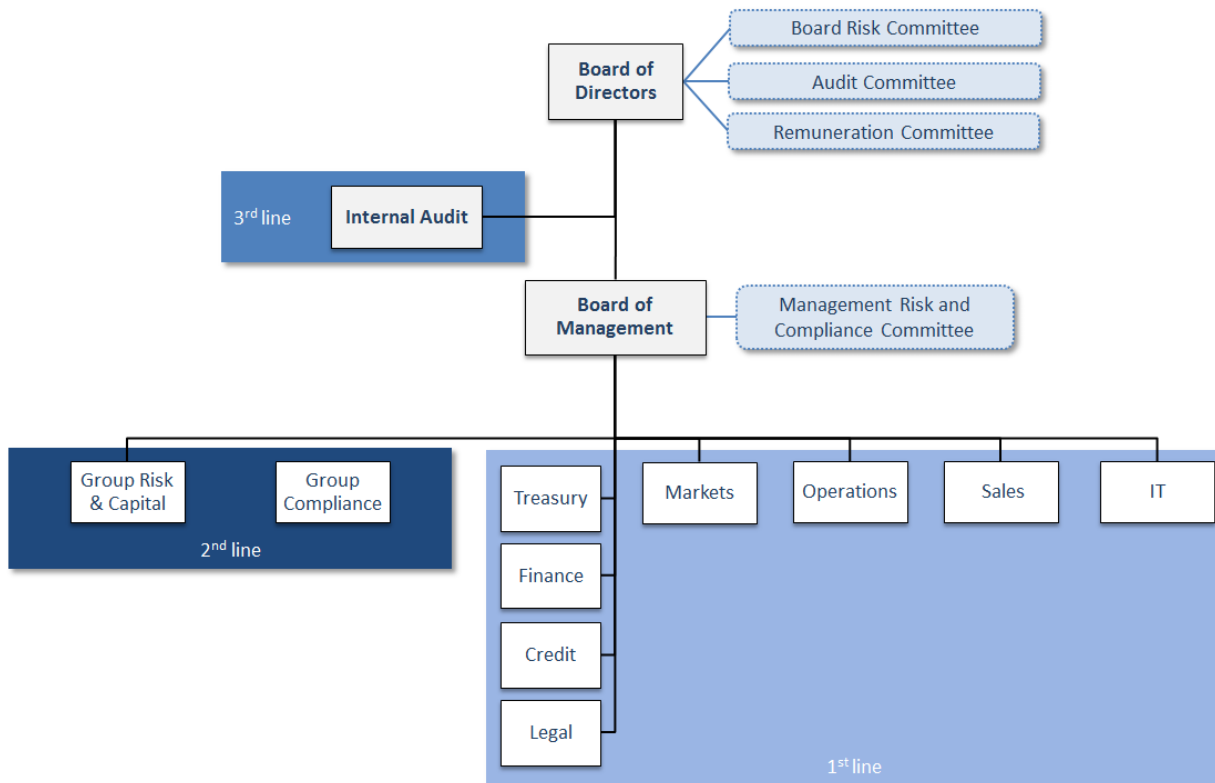 Board Risk Committee
Board of
Directors
Audit Committee
Remuneration Committee
3rd line
Internal Audit
Board of
Management
Management Risk and
Compliance Committee
Group Risk
& Capital
Group
Compliance
2nd line
Treasury
Markets
Operations
Sales
IT
Finance
Credit
Legal
1st line